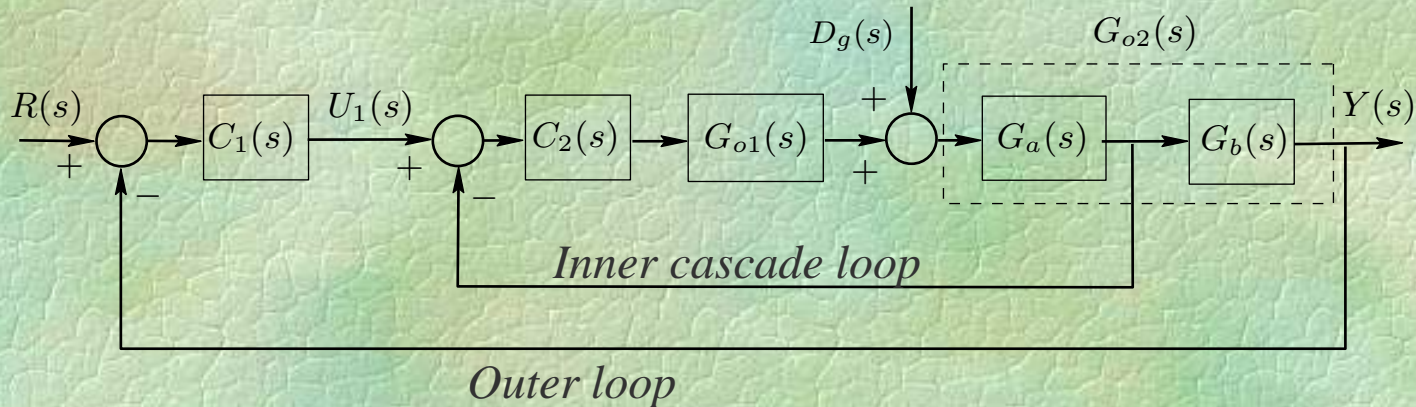 D_g(s)
G_{o2}(s)
R(s)
+
−
C_1(s)
U_1(s)
+
−
C_2(s)
G_{o1}(s)
+
+
G_a(s)
G_b(s)
Y(s)
Inner cascade loop
Outer loop